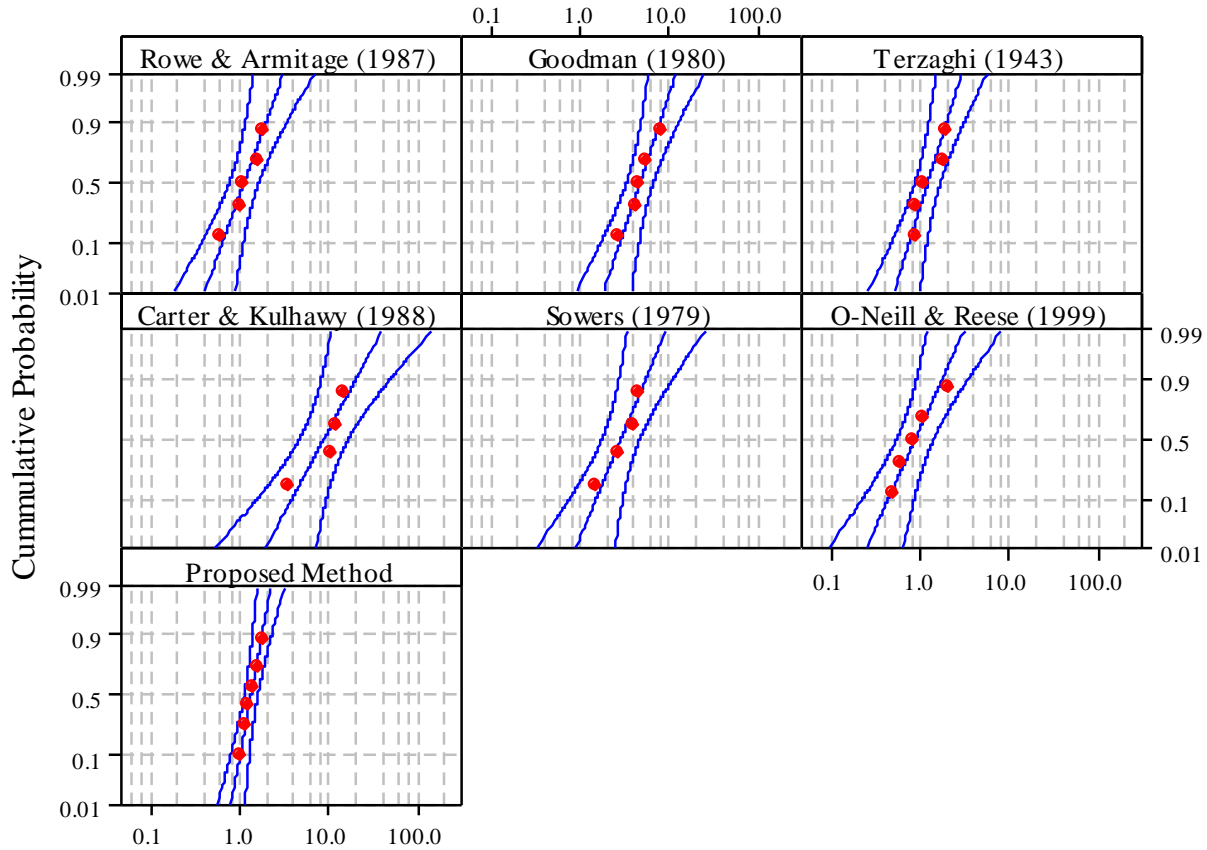 0.1 1.0 10.0 100.0
Rowe & Armitage (1987) Goodman (1980) Terzaghi (1943)
0.99
0.9
0.5
0.1
0.01
Carter & Kulhawy (1988) Sowers (1979) O-Neill & Reese (1999)
0.99
0.9
0.5
0.1
0.01
Cummulative Probability
Proposed Method
0.1 1.0 10.0 100.0
0.99
0.9
0.5
0.1
0.01
0.1 1.0 10.0 100.0